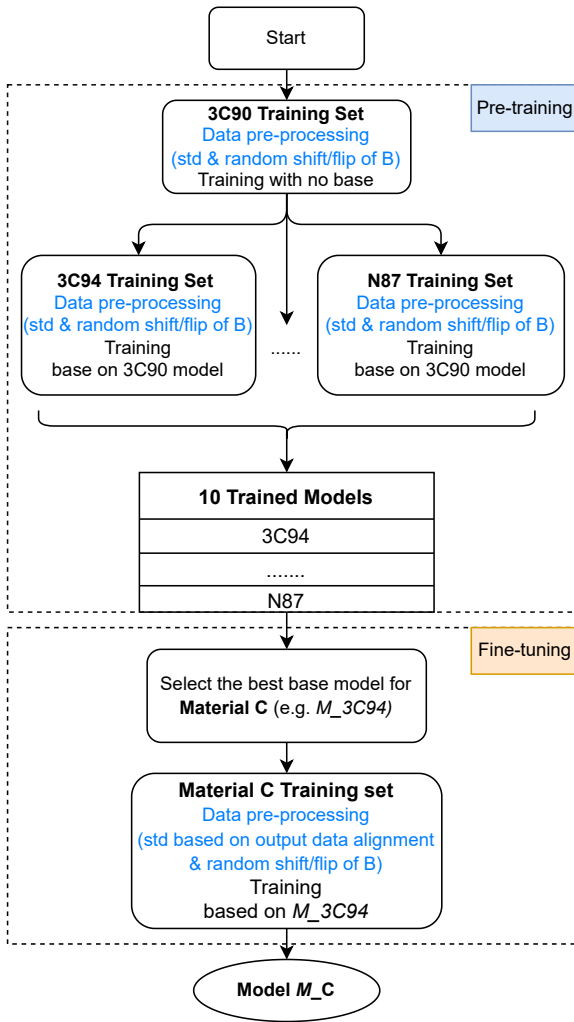 Start
Pre-training
3C90 Training Set
Data pre-processing
(std & random shift/flip of B)
Training with no base
3C94 Training Set
Data pre-processing
(std & random shift/flip of B)
Training
base on 3C90 model
......
N87 Training Set
Data pre-processing
(std & random shift/flip of B)
Training
base on 3C90 model
10 Trained Models
3C94
.......
N87
Fine-tuning
Select the best base model for
Material C (e.g. M_3C94)
Material C Training set
Data pre-processing
(std based on output data alignment
& random shift/flip of B)
Training
based on M_3C94
Model M_C